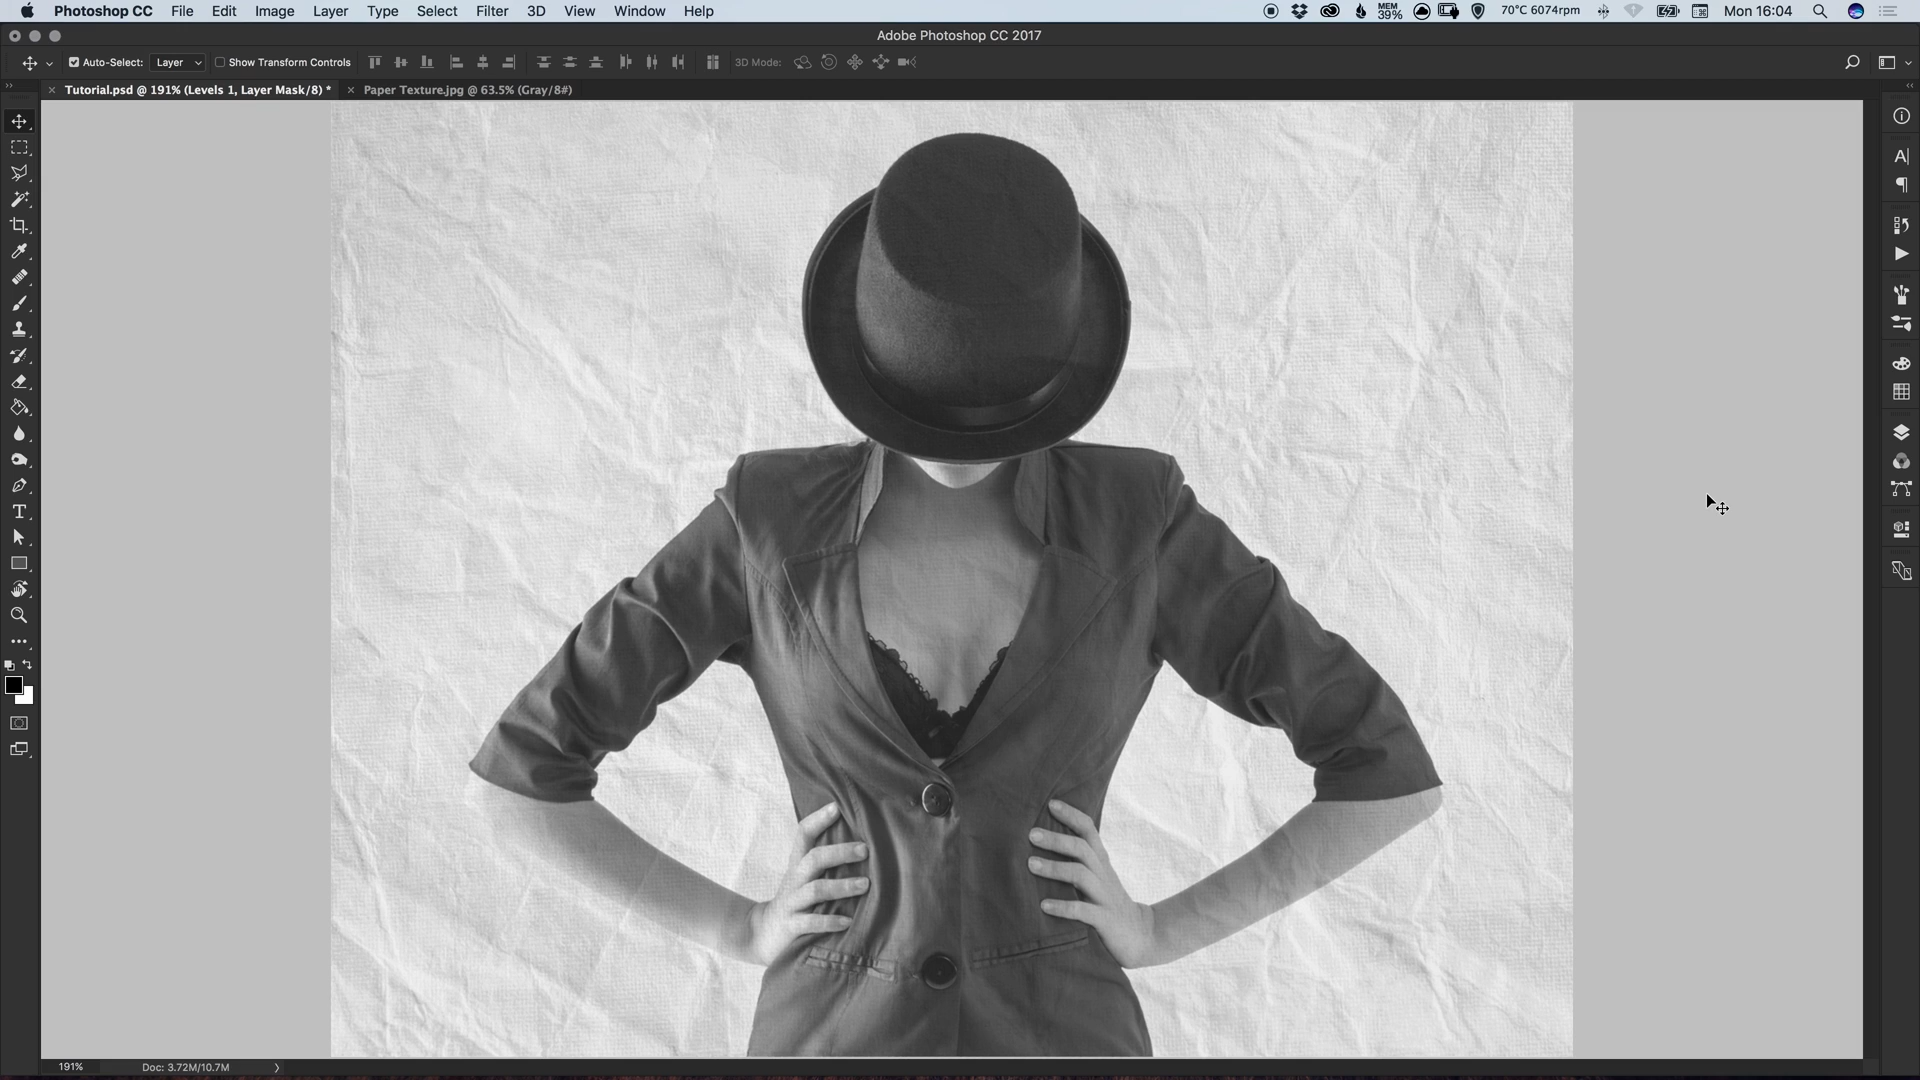 Photoshop CC File Edit Image Layer Type Select Filter 3D View Window Help MEM 39% 70°C 6074rpm Mon 16:04
Adobe Photoshop CC 2017
Auto-Select: Layer Show Transform Controls 3D Mode:
Tutorial.psd @ 191% (Levels 1, Layer Mask/8) * Paper Texture.jpg @ 63.5% (Gray/8#)
191% Doc: 3.72M/10.7M